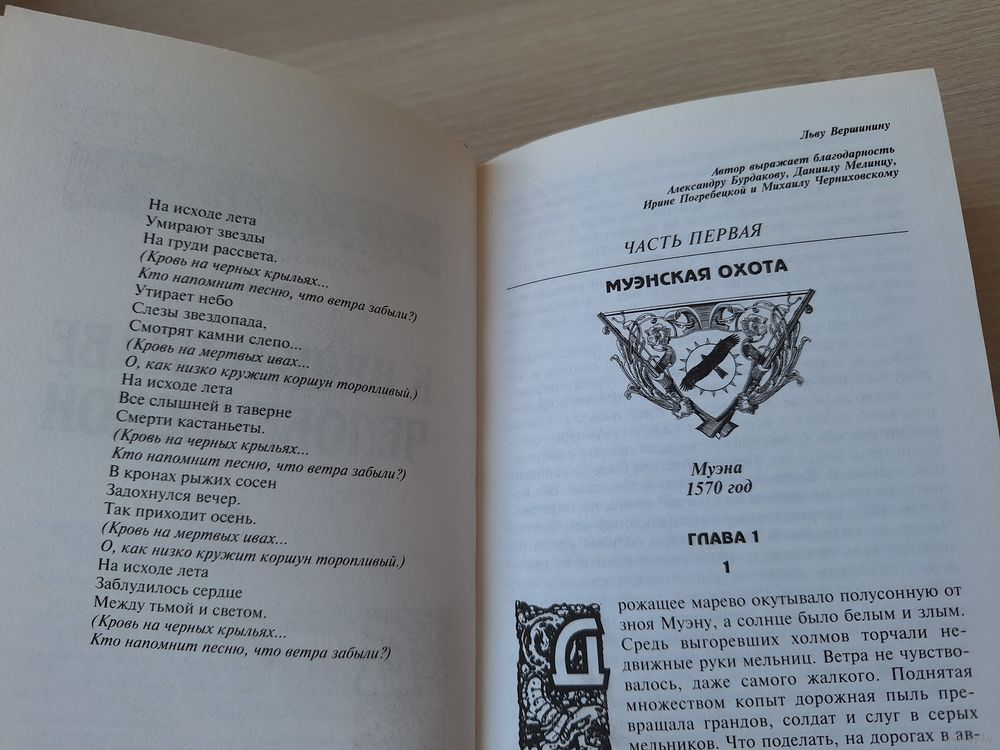 На исходе лета
Умирают звезды
На груди рассвета.
(Кровь на черных крыльях...
Кто напомнит песню, что ветра забыли?)
Утирает небо
Слезы звездопада,
Смотрят камни слепо...
(Кровь на мертвых ивах...
О, как низко кружит коршун торопливый.)
На исходе лета
Все слышней в таверне
Смерти кастаньеты.
(Кровь на черных крыльях...
Кто напомнит песню, что ветра забыли?)
В кронах рыжих сосен
Задохнулся вечер.
Так приходит осень.
(Кровь на мертвых ивах...
О, как низко кружит коршун торопливый.)
На исходе лета
Заблудилось сердце
Между тьмой и светом.
(Кровь на черных крыльях...
Кто напомнит песню, что ветра забыли?)
Льву Вершинину
Автор выражает благодарность
Александру Бурдакову, Даниилу Мелинцу,
Ирине Погребецкой и Михаилу Черниховскому
ЧАСТЬ ПЕРВАЯ
МУЭНСКАЯ ОХОТА
Муэна
1570 год
ГЛАВА 1
1
Дрожащее марево окутывало полусонную от
зноя Муэну, а солнце было белым и злым.
Средь выгоревших холмов торчали не-
движные руки мельниц. Ветра не чувство-
валось, даже самого жалкого. Поднятая
множеством копыт дорожная пыль пре-
вращала грандов, солдат и слуг в серых
мельников. Что поделать, на дорогах в ав-